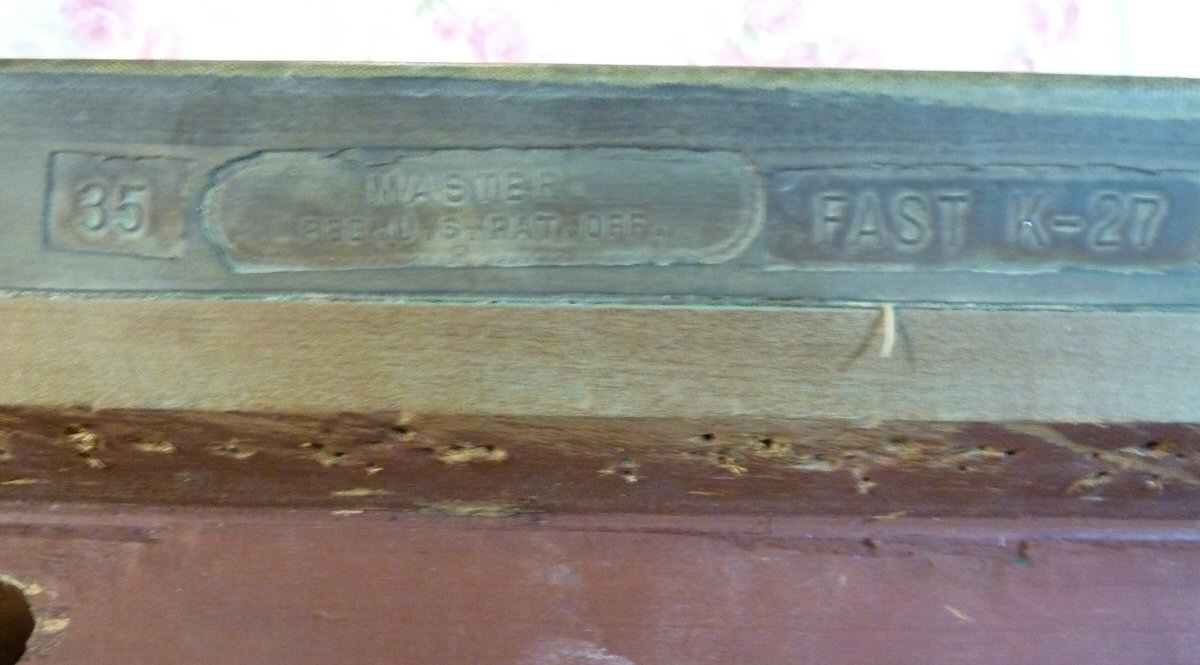 35
MASTER
REG. U. S. PAT. OFF.
FAST K-27